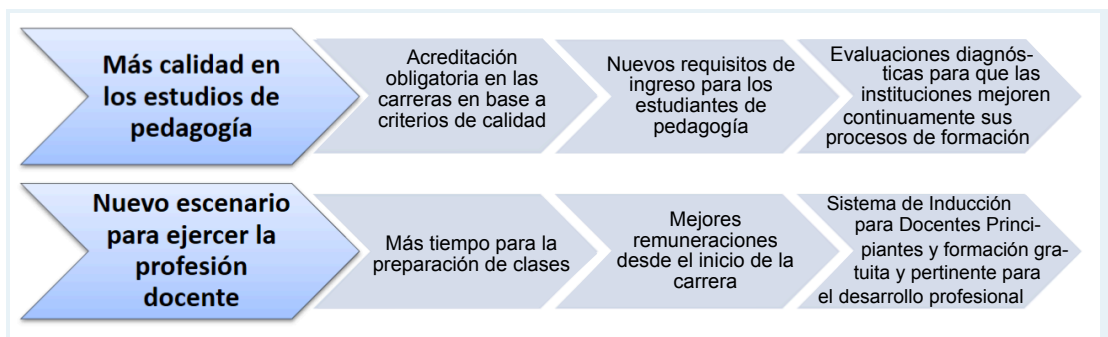 Más calidad en
los estudios de
pedagogía
Acreditación
obligatoria en las
carreras en base a
criterios de calidad
Nuevos requisitos de
ingreso para los
estudiantes de
pedagogía
Evaluaciones diagnós-
ticas para que las
instituciones mejoren
continuamente sus
procesos de formación
Nuevo escenario
para ejercer la
profesión
docente
Más tiempo para la
preparación de clases
Mejores
remuneraciones
desde el inicio de la
carrera
Sistema de Inducción
para Docentes Princi-
piantes y formación gra-
tuita y pertinente para
el desarrollo profesional